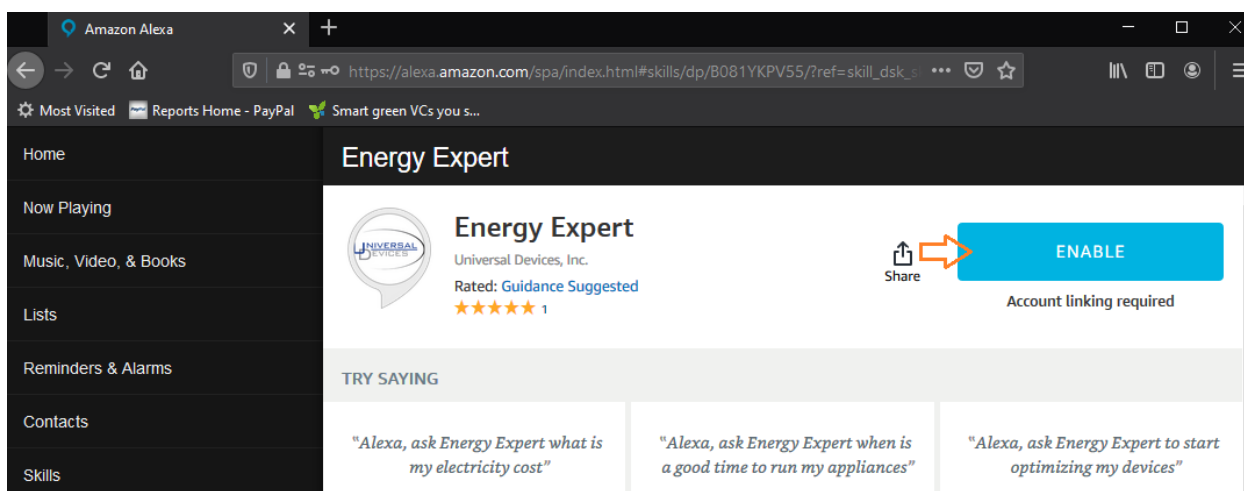 Amazon Alexa
https://alexa.amazon.com/spa/index.html#skills/dp/B081YKPV55/?ref=skill_dsk_s
Most Visited Reports Home - PayPal Smart green VCs you s...
Home
Now Playing
Music, Video, & Books
Lists
Reminders & Alarms
Contacts
Skills
Energy Expert
UNIVERSAL
DEVICES
Energy Expert
Universal Devices, Inc.
Rated: Guidance Suggested
1
Share
ENABLE
Account linking required
TRY SAYING
"Alexa, ask Energy Expert what is
my electricity cost"
"Alexa, ask Energy Expert when is
a good time to run my appliances"
"Alexa, ask Energy Expert to start
optimizing my devices"